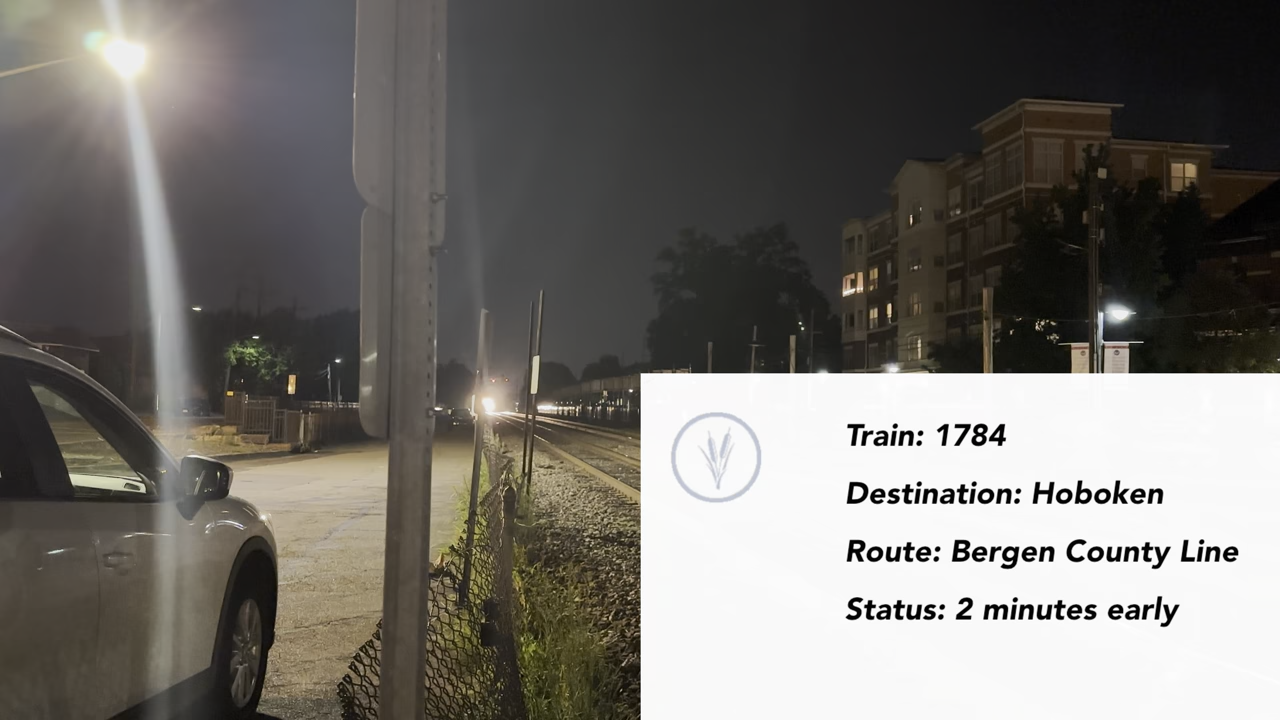 Train: 1784
Destination: Hoboken
Route: Bergen County Line
Status: 2 minutes early